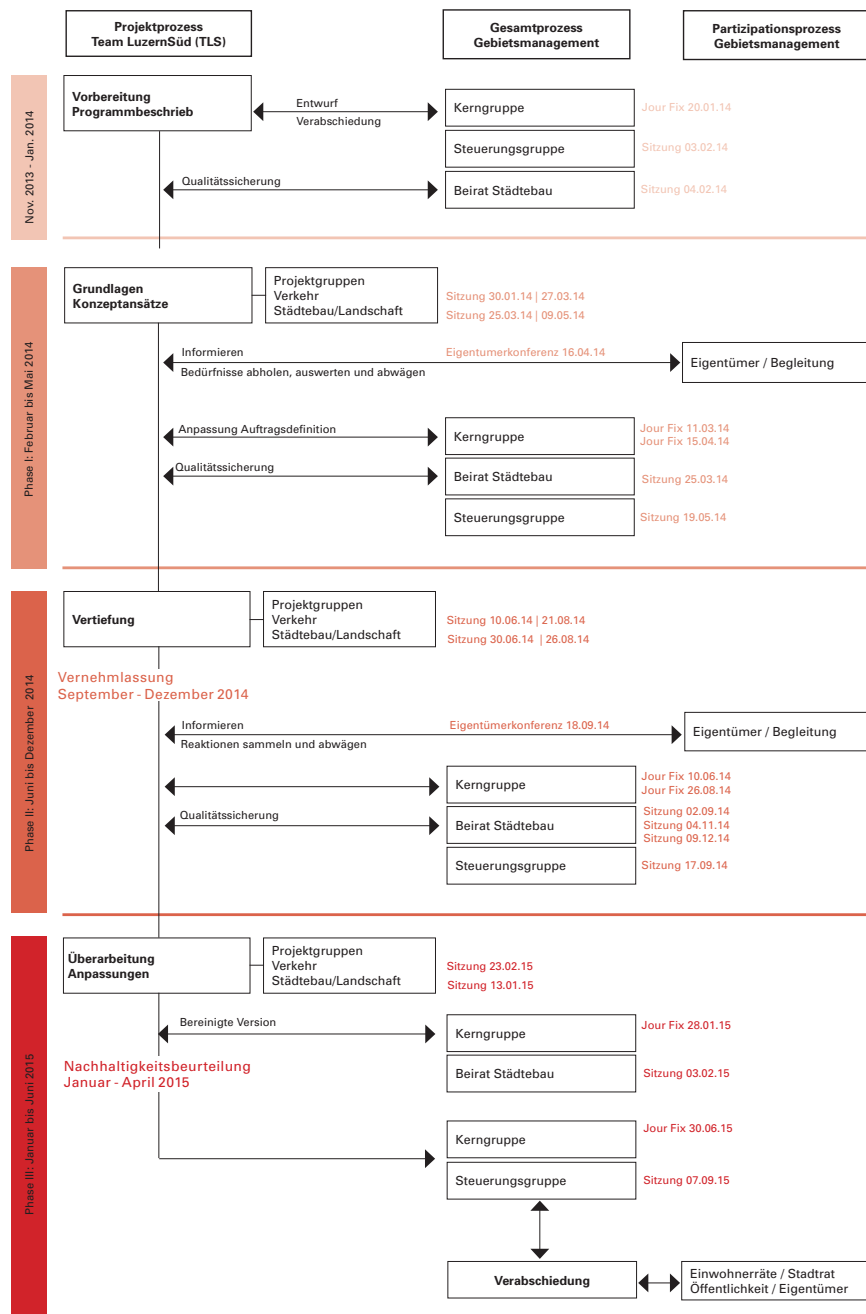 Projektprozess
Team LuzernSüd (TLS)
Gesamtprozess
Gebietsmanagement
Partizipationsprozess
Gebietsmanagement
Nov. 2013 - Jan. 2014
Vorbereitung
Programmbeschrieb
Entwurf
Verabschiedung
Kerngruppe
Jour Fix 20.01.14
Steuerungsgruppe
Sitzung 03.02.14
Qualitätssicherung
Beirat Städtebau
Sitzung 04.02.14
Phase I: Februar bis Mai 2014
Grundlagen
Konzeptansätze
Projektgruppen
Verkehr
Städtebau/Landschaft
Sitzung 30.01.14 | 27.03.14
Sitzung 25.03.14 | 09.05.14
Informieren
Bedürfnisse abholen, auswerten und abwägen
Eigentumerkonferenz 16.04.14
Eigentümer / Begleitung
Anpassung Auftragsdefinition
Kerngruppe
Jour Fix 11.03.14
Jour Fix 15.04.14
Qualitätssicherung
Beirat Städtebau
Sitzung 25.03.14
Steuerungsgruppe
Sitzung 19.05.14
Phase II: Juni bis Dezember 2014
Vertiefung
Projektgruppen
Verkehr
Städtebau/Landschaft
Sitzung 10.06.14 | 21.08.14
Sitzung 30.06.14 | 26.08.14
Vernehmlassung
September - Dezember 2014
Informieren
Reaktionen sammeln und abwägen
Eigentümerkonferenz 18.09.14
Eigentümer / Begleitung
Kerngruppe
Jour Fix 10.06.14
Jour Fix 26.08.14
Qualitätssicherung
Beirat Städtebau
Sitzung 02.09.14
Sitzung 04.11.14
Sitzung 09.12.14
Steuerungsgruppe
Sitzung 17.09.14
Phase III: Januar bis Juni 2015
Überarbeitung
Anpassungen
Projektgruppen
Verkehr
Städtebau/Landschaft
Sitzung 23.02.15
Sitzung 13.01.15
Bereinigte Version
Kerngruppe
Jour Fix 28.01.15
Nachhaltigkeitsbeurteilung
Januar - April 2015
Beirat Städtebau
Sitzung 03.02.15
Kerngruppe
Jour Fix 30.06.15
Steuerungsgruppe
Sitzung 07.09.15
Verabschiedung
Einwohnerräte / Stadtrat
Öffentlichkeit / Eigentümer